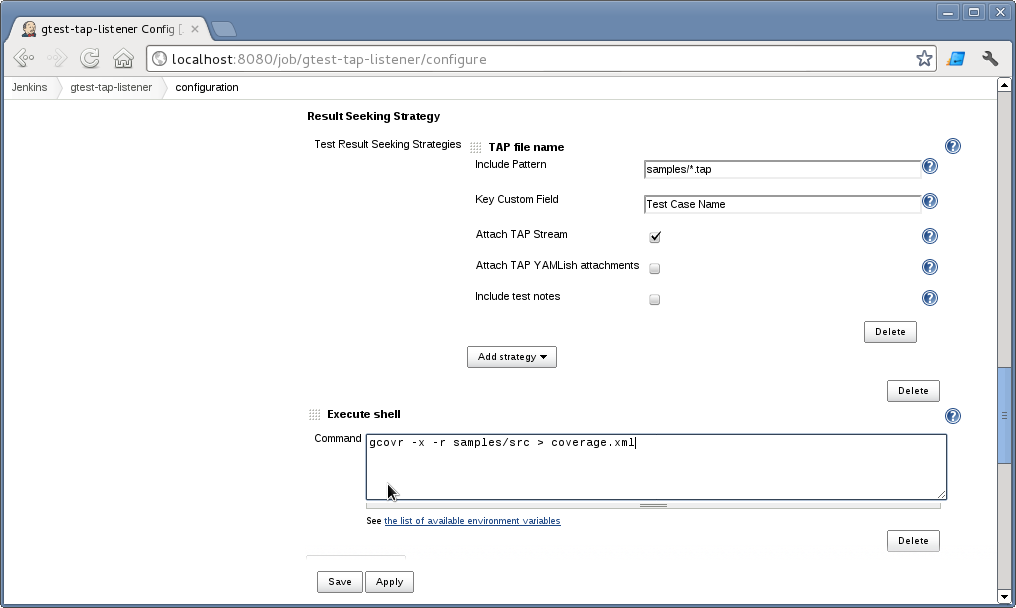 gtest-tap-listener Config [.
localhost:8080/job/gtest-tap-listener/configure
Jenkins gtest-tap-listener configuration
Result Seeking Strategy
Test Result Seeking Strategies TAP file name
Include Pattern samples/*.tap
Key Custom Field Test Case Name
Attach TAP Stream
Attach TAP YAMLish attachments
Include test notes
Delete
Add strategy
Delete
Execute shell
Command gcovr -x -r samples/src > coverage.xml
See the list of available environment variables
Delete
Save Apply